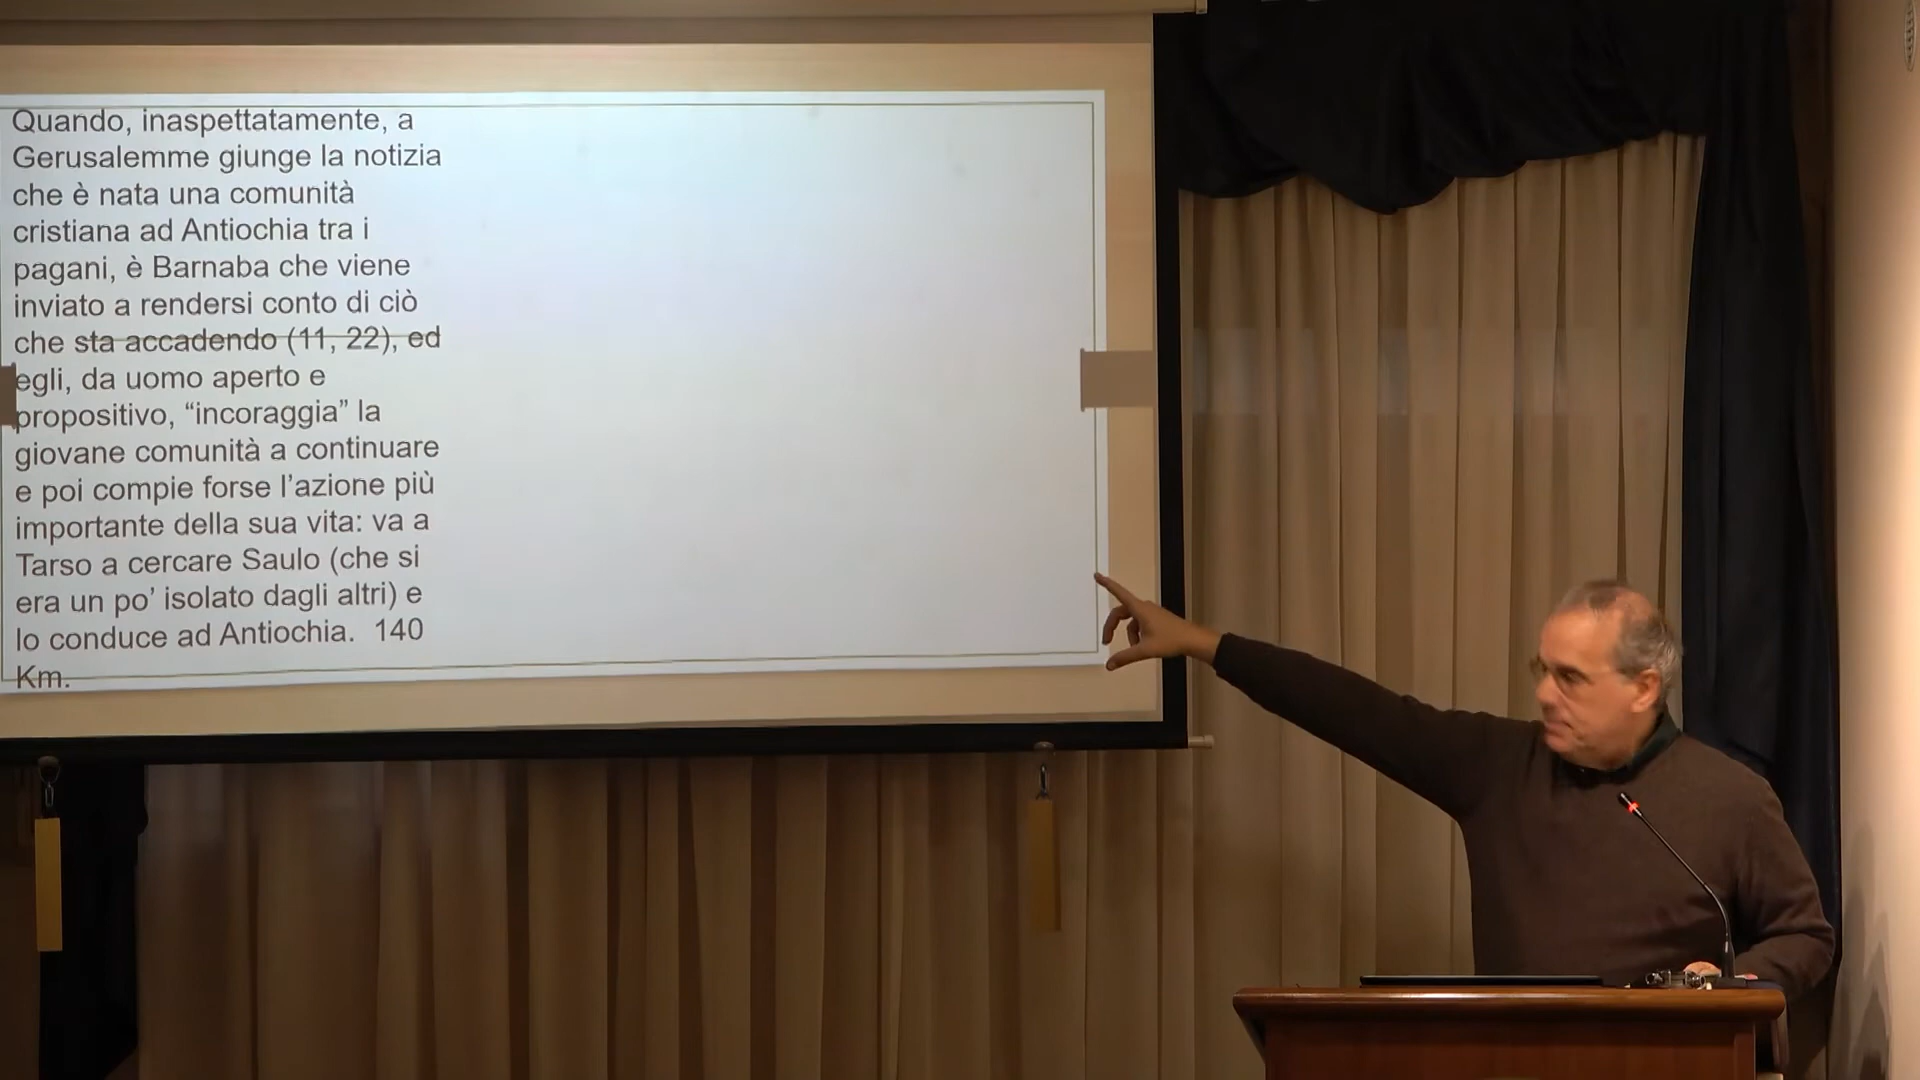 Quando, inaspettatamente, a
Gerusalemme giunge la notizia
che è nata una comunità
cristiana ad Antiochia tra i
pagani, è Barnaba che viene
inviato a rendersi conto di ciò
che sta accadendo (11, 22), ed
egli, da uomo aperto e
propositivo, “incoraggia” la
giovane comunità a continuare
e poi compie forse l’azione più
importante della sua vita: va a
Tarso a cercare Saulo (che si
era un po’ isolato dagli altri) e
lo conduce ad Antiochia.  140
Km.